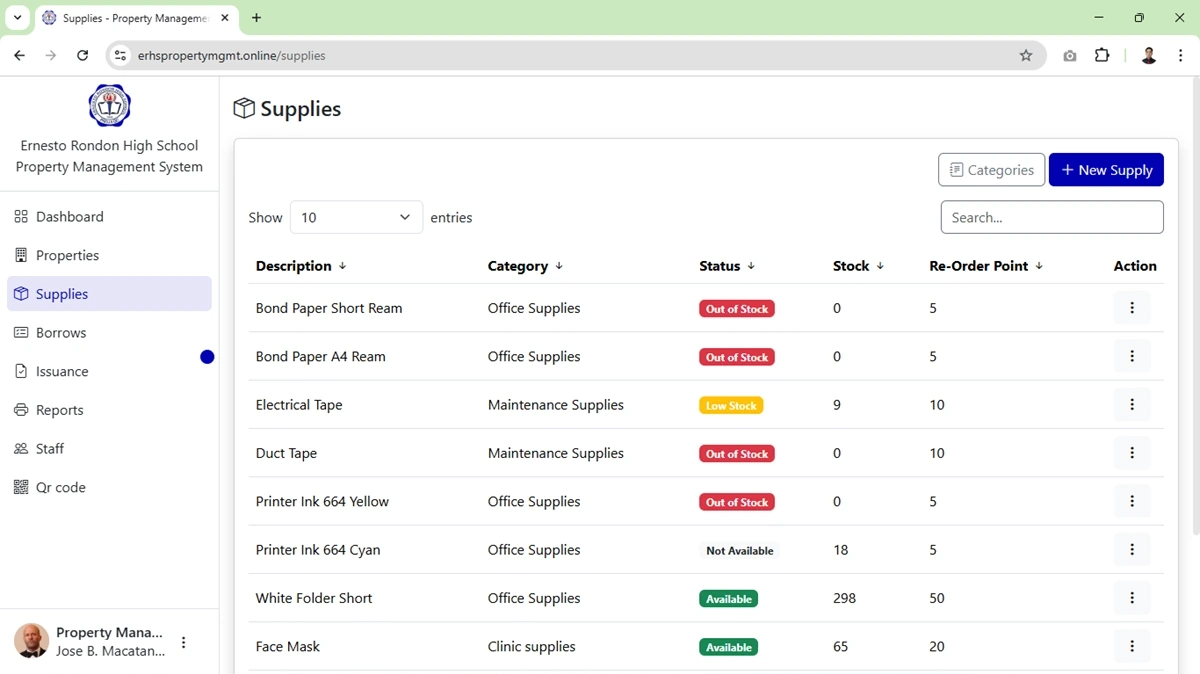 Supplies - Property Manageme
erhspropertymgmt.online/supplies
Ernesto Rondon High School
Property Management System
Dashboard
Properties
Supplies
Borrows
Issuance
Reports
Staff
Qr code
Property Mana...
Jose B. Macatan...
Supplies
Categories
+ New Supply
Show 10 entries
Search...
Description Category Status Stock Re-Order Point Action
Bond Paper Short Ream Office Supplies Out of Stock 0 5
Bond Paper A4 Ream Office Supplies Out of Stock 0 5
Electrical Tape Maintenance Supplies Low Stock 9 10
Duct Tape Maintenance Supplies Out of Stock 0 10
Printer Ink 664 Yellow Office Supplies Out of Stock 0 5
Printer Ink 664 Cyan Office Supplies Not Available 18 5
White Folder Short Office Supplies Available 298 50
Face Mask Clinic supplies Available 65 20